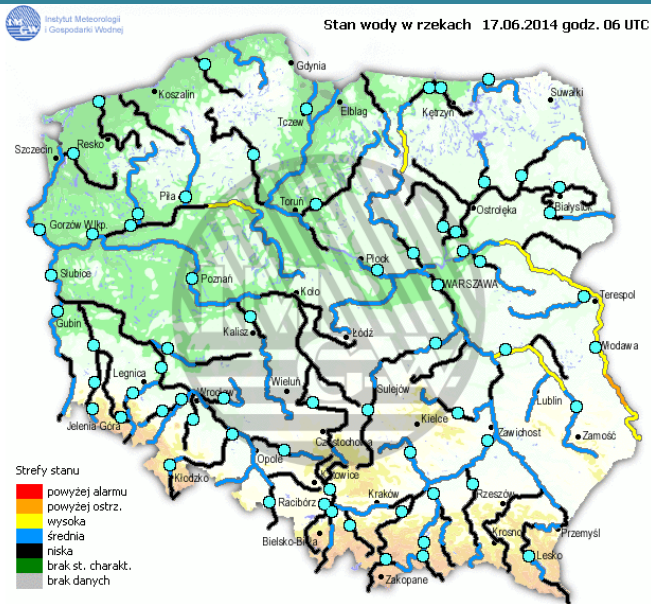 Instytut Meteorologii
i Gospodarki Wodnej
Stan wody w rzekach 17.06.2014 godz. 06 UTC
Gdynia
Koszalin
Suwałki
Elbląg
Kętrzyn
Tczew
Resko
Szczecin
Piła
Toruń
Ostrołęka
Białystok
Gorzów Wlkp.
Płock
Słubice
Poznań
WARSZAWA
Koło
Terespol
Gubin
Kalisz
Łódź
Włodawa
Legnica
Wieluń
Sulejów
Wrocław
Lublin
Jelenia Góra
Kielce
Zawichost
Zamość
Częstochowa
Opole
Kłodzko
Katowice
Racibórz
Kraków
Rzeszów
Bielsko-Biała
Krosno
Przemyśl
Lesko
Zakopane
Strefy stanu
powyżej alarmu
powyżej ostrz.
wysoka
średnia
niska
brak st. charakt.
brak danych